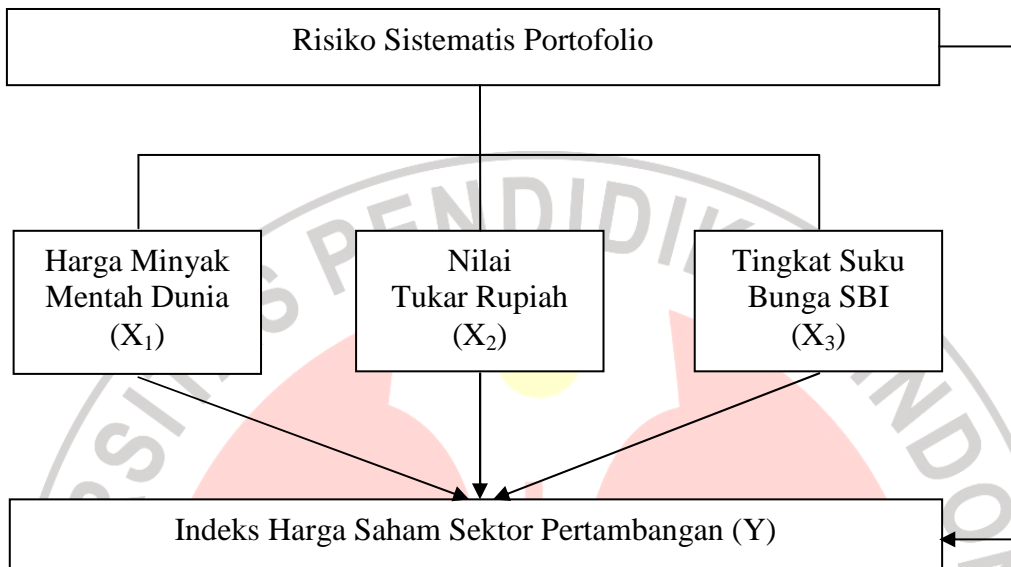 Risiko Sistematis Portofolio
Harga Minyak
Mentah Dunia
(X₁)
Nilai
Tukar Rupiah
(X₂)
Tingkat Suku
Bunga SBI
(X₃)
Indeks Harga Saham Sektor Pertambangan (Y)